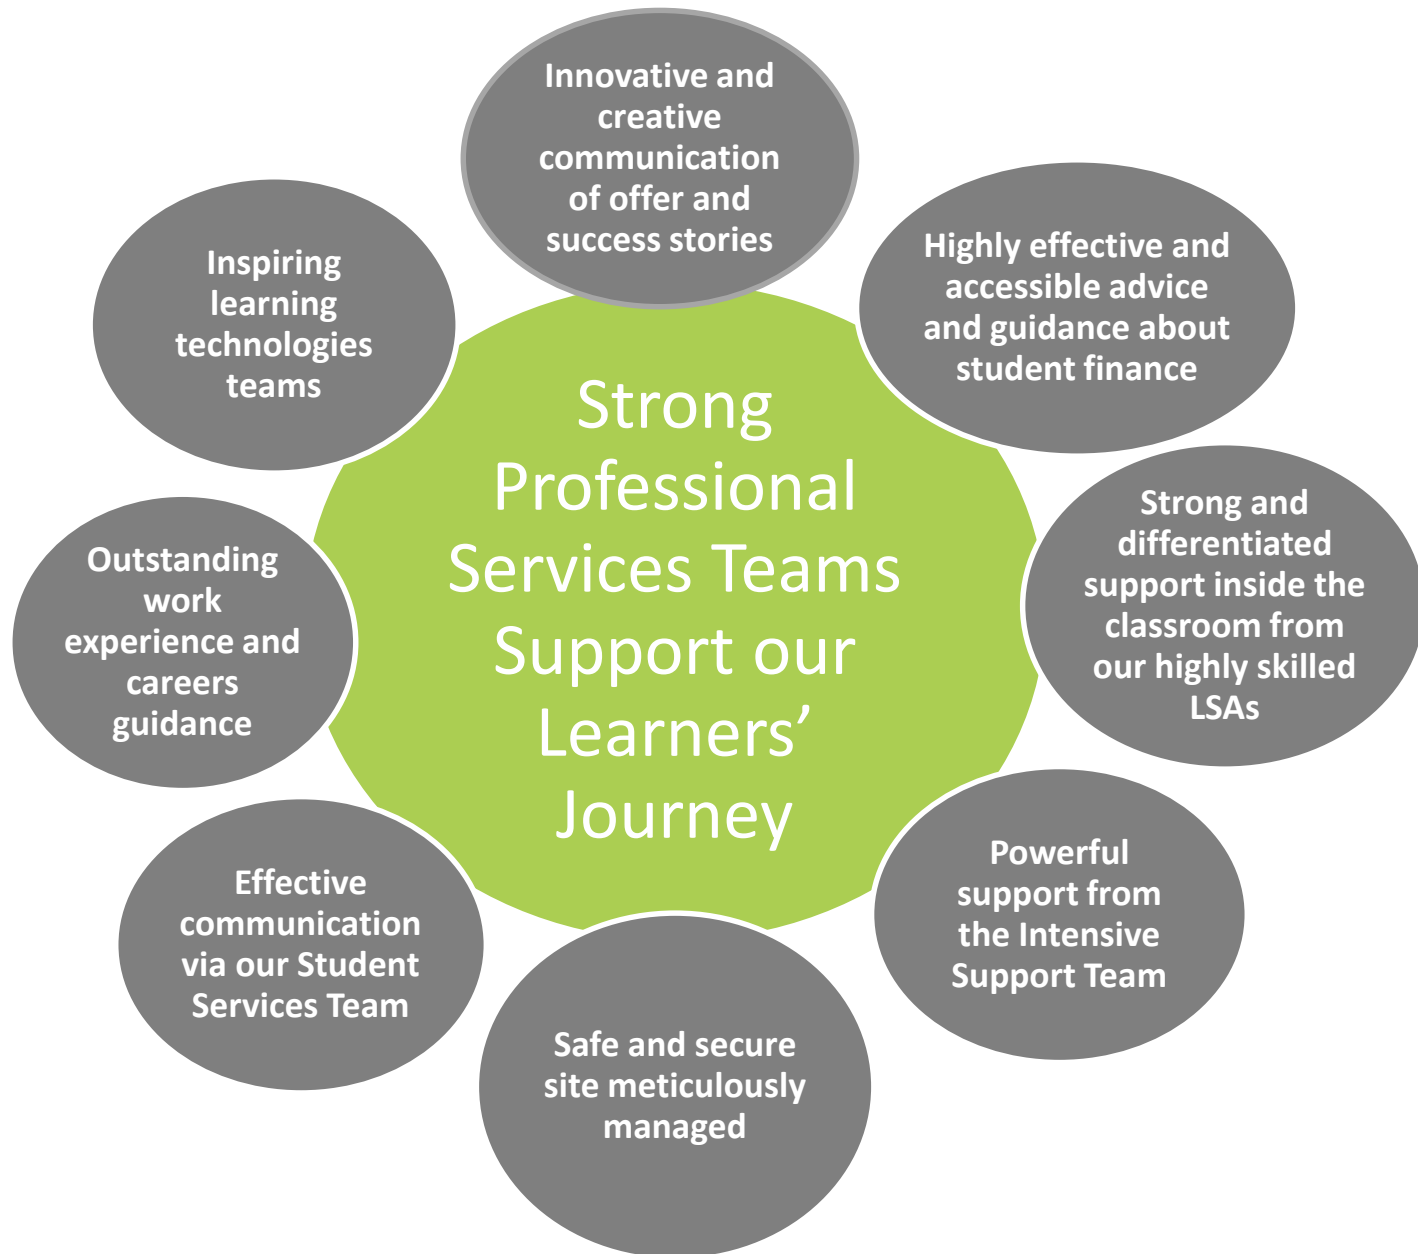 Innovative and
creative
communication
of offer and
success stories
Highly effective and
accessible advice
and guidance about
student finance
Strong and
differentiated
support inside the
classroom from
our highly skilled
LSAs
Powerful
support from
the Intensive
Support Team
Safe and secure
site meticulously
managed
Effective
communication
via our Student
Services Team
Outstanding
work
experience and
careers
guidance
Inspiring
learning
technologies
teams
Strong
Professional
Services Teams
Support our
Learners’
Journey